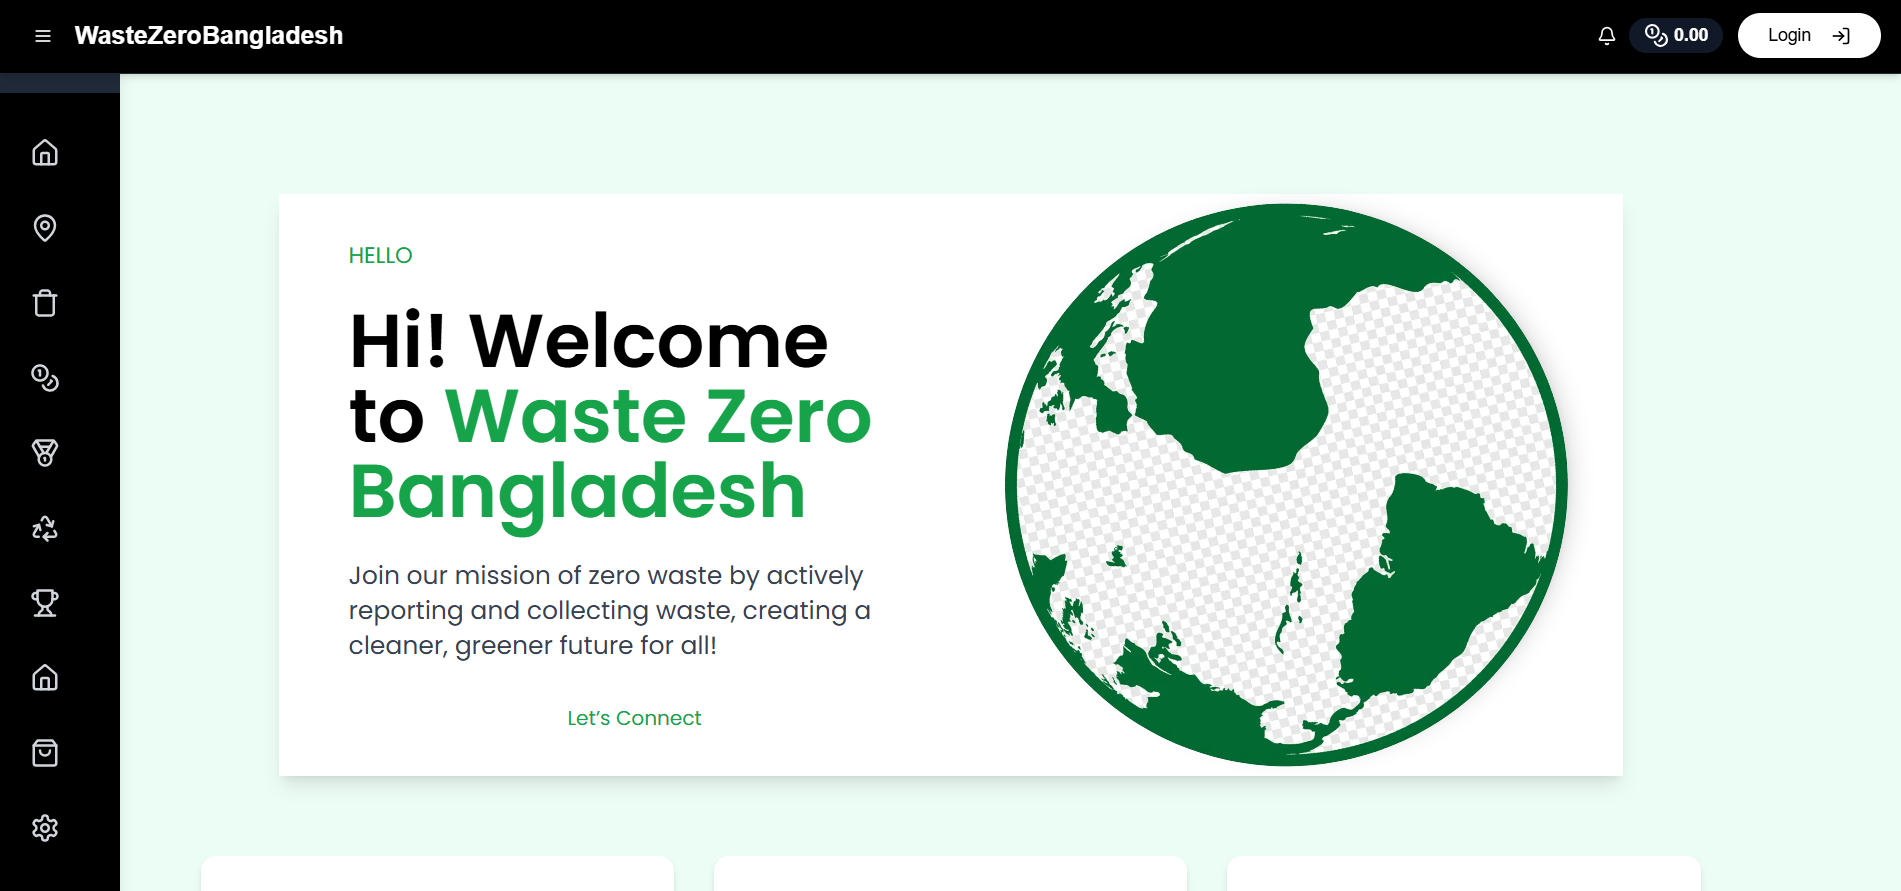 WasteZeroBangladesh
0.00
Login
HELLO
Hi! Welcome
to Waste Zero
Bangladesh
Join our mission of zero waste by actively
reporting and collecting waste, creating a
cleaner, greener future for all!
Let’s Connect